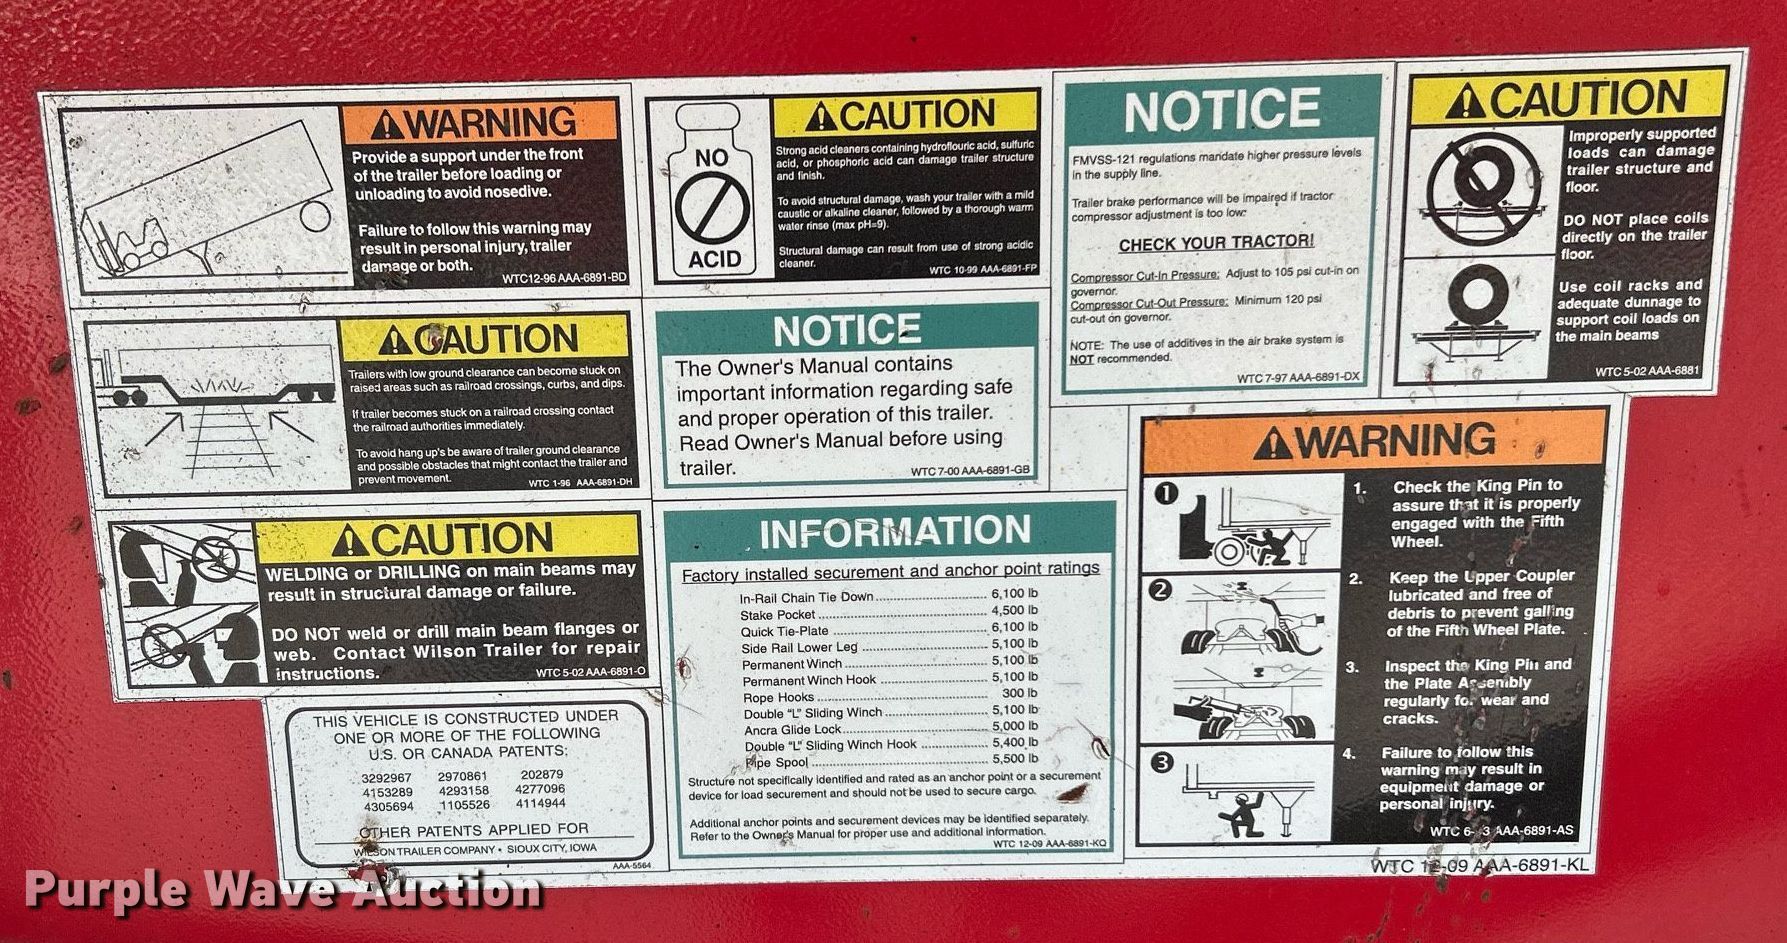 WARNING
Provide a support under the front
of the trailer before loading or
unloading to avoid nosedive.
Failure to follow this warning may
result in personal injury, trailer
damage or both.
WTC12-96 AAA-6891-BD
CAUTION
Trailers with low ground clearance can become stuck on
raised areas such as railroad crossings, curbs, and dips.
If trailer becomes stuck on a railroad crossing contact
the railroad authorities immediately.
To avoid hang up's be aware of trailer ground clearance
and possible obstacles that might contact the trailer and
prevent movement.
WTC 1-96 AAA-6891-DH
CAUTION
WELDING or DRILLING on main beams may
result in structural damage or failure.
DO NOT weld or drill main beam flanges or
web. Contact Wilson Trailer for repair
instructions.
WTC 5-02 AAA-6891-O
THIS VEHICLE IS CONSTRUCTED UNDER
ONE OR MORE OF THE FOLLOWING
U.S. OR CANADA PATENTS:
3292967 2970861 202879
4153289 4293158 4277096
4305694 1105526 4114944
OTHER PATENTS APPLIED FOR
WILSON TRAILER COMPANY • SIOUX CITY, IOWA
AAA-5564
NO
ACID
CAUTION
Strong acid cleaners containing hydroflouric acid, sulfuric
acid, or phosphoric acid can damage trailer structure
and finish.
To avoid structural damage, wash your trailer with a mild
caustic or alkaline cleaner, followed by a thorough warm
water rinse (max pH=9).
Structural damage can result from use of strong acidic
cleaner.
WTC 10-99 AAA-6891-FP
NOTICE
The Owner's Manual contains
important information regarding safe
and proper operation of this trailer.
Read Owner's Manual before using
trailer.
WTC 7-00 AAA-6891-GB
INFORMATION
Factory installed securement and anchor point ratings
In-Rail Chain Tie Down 6,100 lb
Stake Pocket 4,500 lb
Quick Tie-Plate 6,100 lb
Side Rail Lower Leg 5,100 lb
Permanent Winch 5,100 lb
Permanent Winch Hook 5,100 lb
Rope Hooks 300 lb
Double "L" Sliding Winch 5,100 lb
Ancra Glide Lock 5,000 lb
Double "L" Sliding Winch Hook 5,400 lb
Pipe Spool 5,500 lb
Structure not specifically identified and rated as an anchor point or a securement
device for load securement and should not be used to secure cargo.
Additional anchor points and securement devices may be identified separately.
Refer to the Owner's Manual for proper use and additional information.
WTC 12-09 AAA-6891-KQ
NOTICE
FMVSS-121 regulations mandate higher pressure levels
in the supply line.
Trailer brake performance will be impaired if tractor
compressor adjustment is too low:
CHECK YOUR TRACTOR!
Compressor Cut-In Pressure: Adjust to 105 psi cut-in on
governor.
Compressor Cut-Out Pressure: Minimum 120 psi
cut-out on governor.
NOTE: The use of additives in the air brake system is
NOT recommended.
WTC 7-97 AAA-6891-DX
CAUTION
Improperly supported
loads can damage
trailer structure and
floor.
DO NOT place coils
directly on the trailer
floor.
Use coil racks and
adequate dunnage to
support coil loads on
the main beams
WTC 5-02 AAA-6881
WARNING
1
2
3
1. Check the King Pin to
assure that it is properly
engaged with the Fifth
Wheel.
2. Keep the Upper Coupler
lubricated and free of
debris to prevent galling
of the Fifth Wheel Plate.
3. Inspect the King Pin and
the Plate Assembly
regularly for wear and
cracks.
4. Failure to follow this
warning may result in
equipment damage or
personal injury.
AAA-6891-AS
WTC 12-09 AAA-6891-KL
Purple Wave Auction